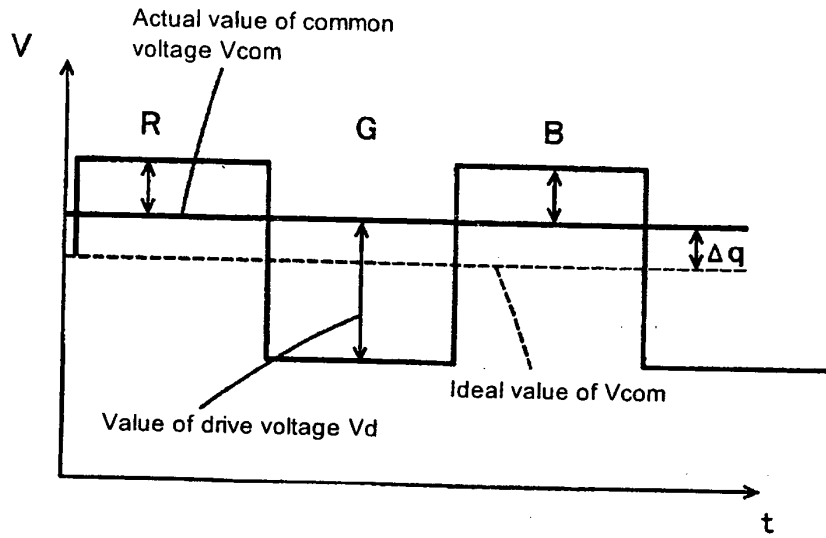 Actual value of common
voltage Vcom
V
R
G
B
Δq
Ideal value of Vcom
Value of drive voltage Vd
t